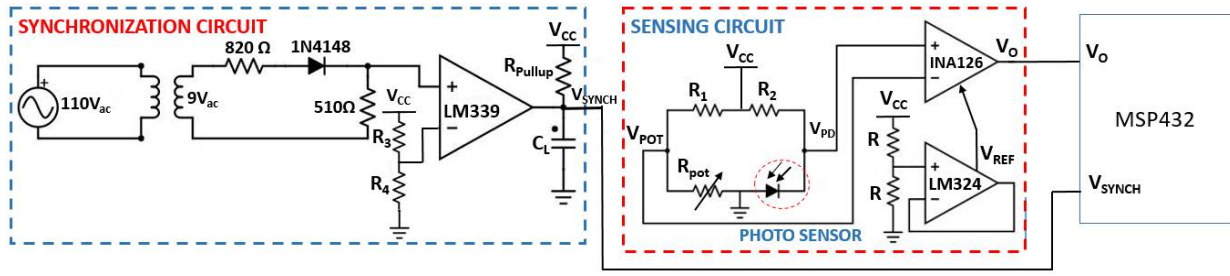 SYNCHRONIZATION CIRCUIT
820 Ω
1N4148
110Vac
9Vac
510Ω
VCC
R3
R4
LM339
VCC
RPullup
VSYNCH
CL
SENSING CIRCUIT
VCC
R1
R2
VPOT
VPD
Rpot
PHOTO SENSOR
INA126
VO
VCC
R
R
LM324
VREF
VO
MSP432
VSYNCH